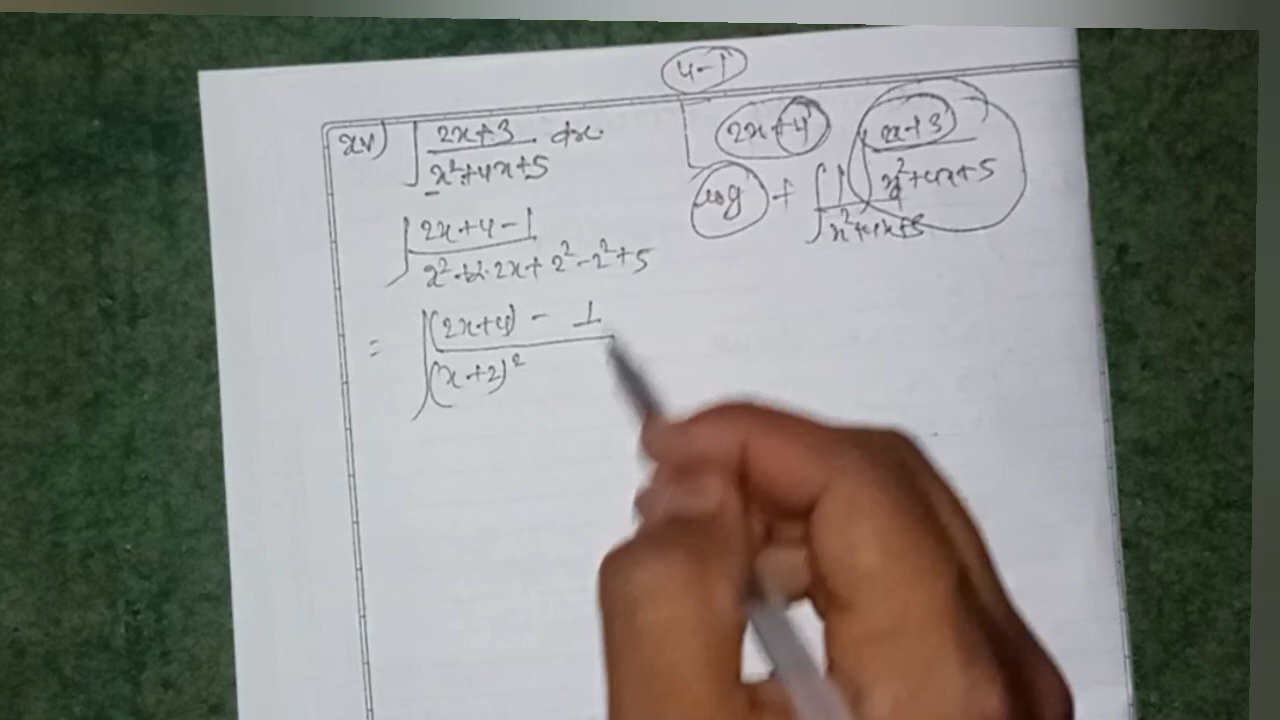 4-1
xv) ∫ 2x+3 / x²+4x+5 dx.
2x+4
2x+3 / x²+4x+5
log + ∫ 1 / x²+4x+5
∫ 2x+4-1 / x²+2·2x+2²-2²+5
= ∫ (2x+4) - 1 / (x+2)²